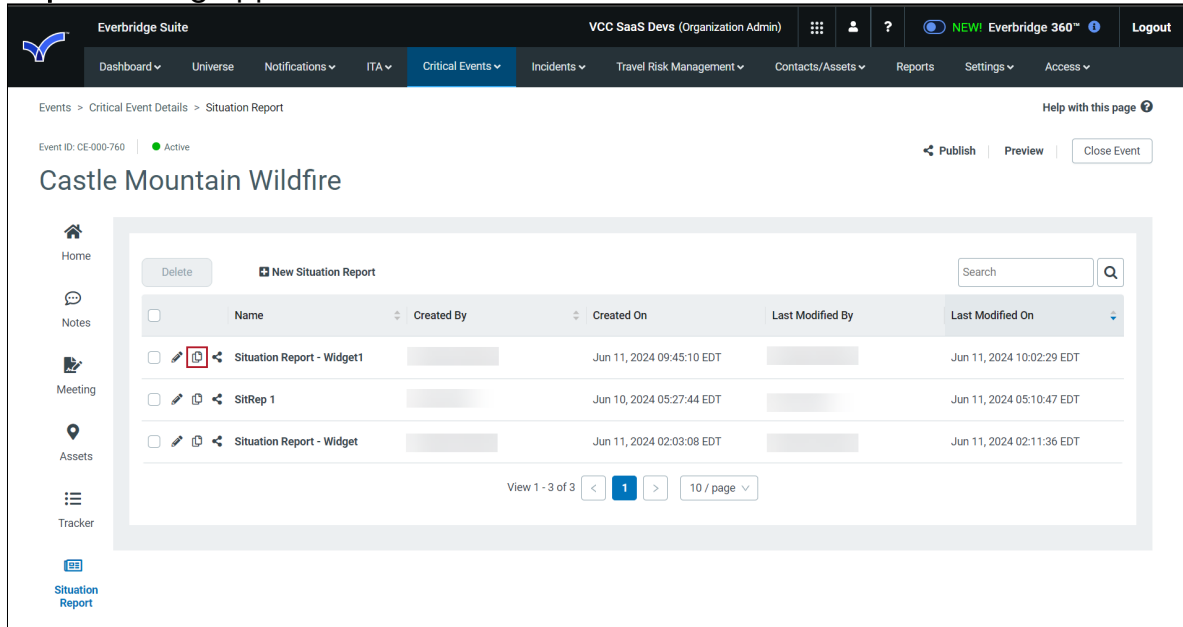 Everbridge Suite
VCC SaaS Devs (Organization Admin)
?
NEW! Everbridge 360™
Logout
Dashboard
Universe
Notifications
ITA
Critical Events
Incidents
Travel Risk Management
Contacts/Assets
Reports
Settings
Access
Events > Critical Event Details > Situation Report
Help with this page
Event ID: CE-000-760
Active
Publish
Preview
Close Event
Castle Mountain Wildfire
Home
Notes
Meeting
Assets
Tracker
Situation
Report
Delete
New Situation Report
Search
Name
Created By
Created On
Last Modified By
Last Modified On
Situation Report - Widget1
Jun 11, 2024 09:45:10 EDT
Jun 11, 2024 10:02:29 EDT
SitRep 1
Jun 10, 2024 05:27:44 EDT
Jun 11, 2024 05:10:47 EDT
Situation Report - Widget
Jun 11, 2024 02:03:08 EDT
Jun 11, 2024 02:11:36 EDT
View 1 - 3 of 3
<
1
>
10 / page